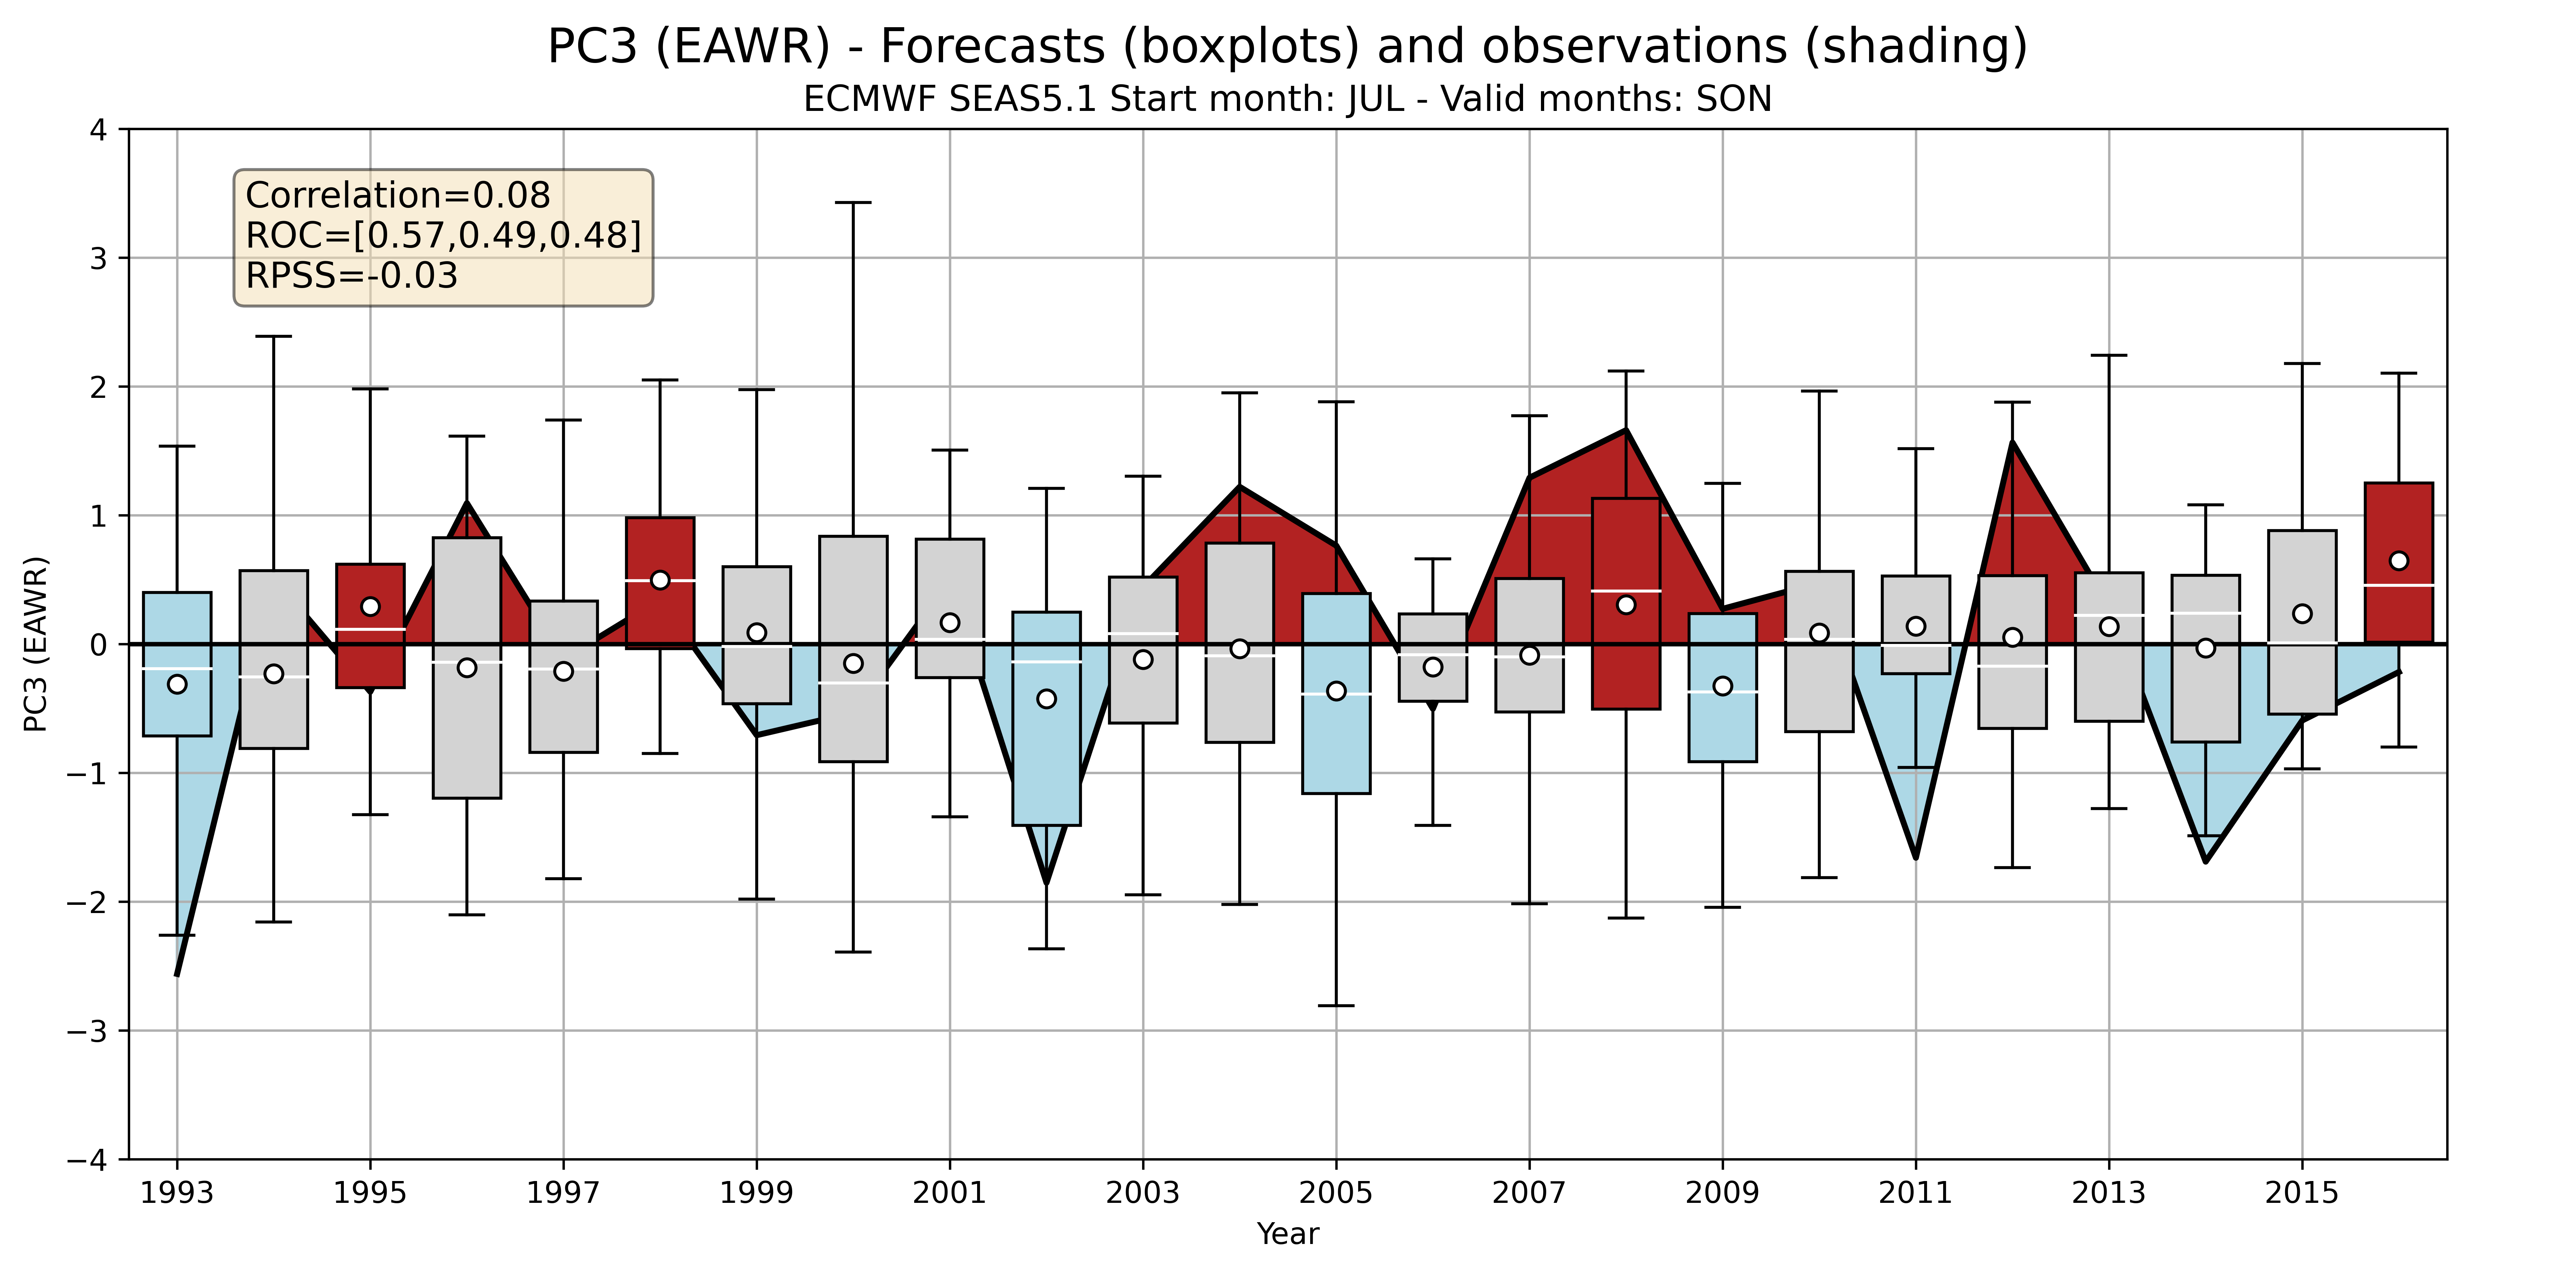 PC3 (EAWR) - Forecasts (boxplots) and observations (shading)
ECMWF SEAS5.1 Start month: JUL - Valid months: SON
Correlation=0.08
ROC=[0.57,0.49,0.48]
RPSS=-0.03
PC3 (EAWR)
4
3
2
1
0
−1
−2
−3
−4
1993 1995 1997 1999 2001 2003 2005 2007 2009 2011 2013 2015
Year